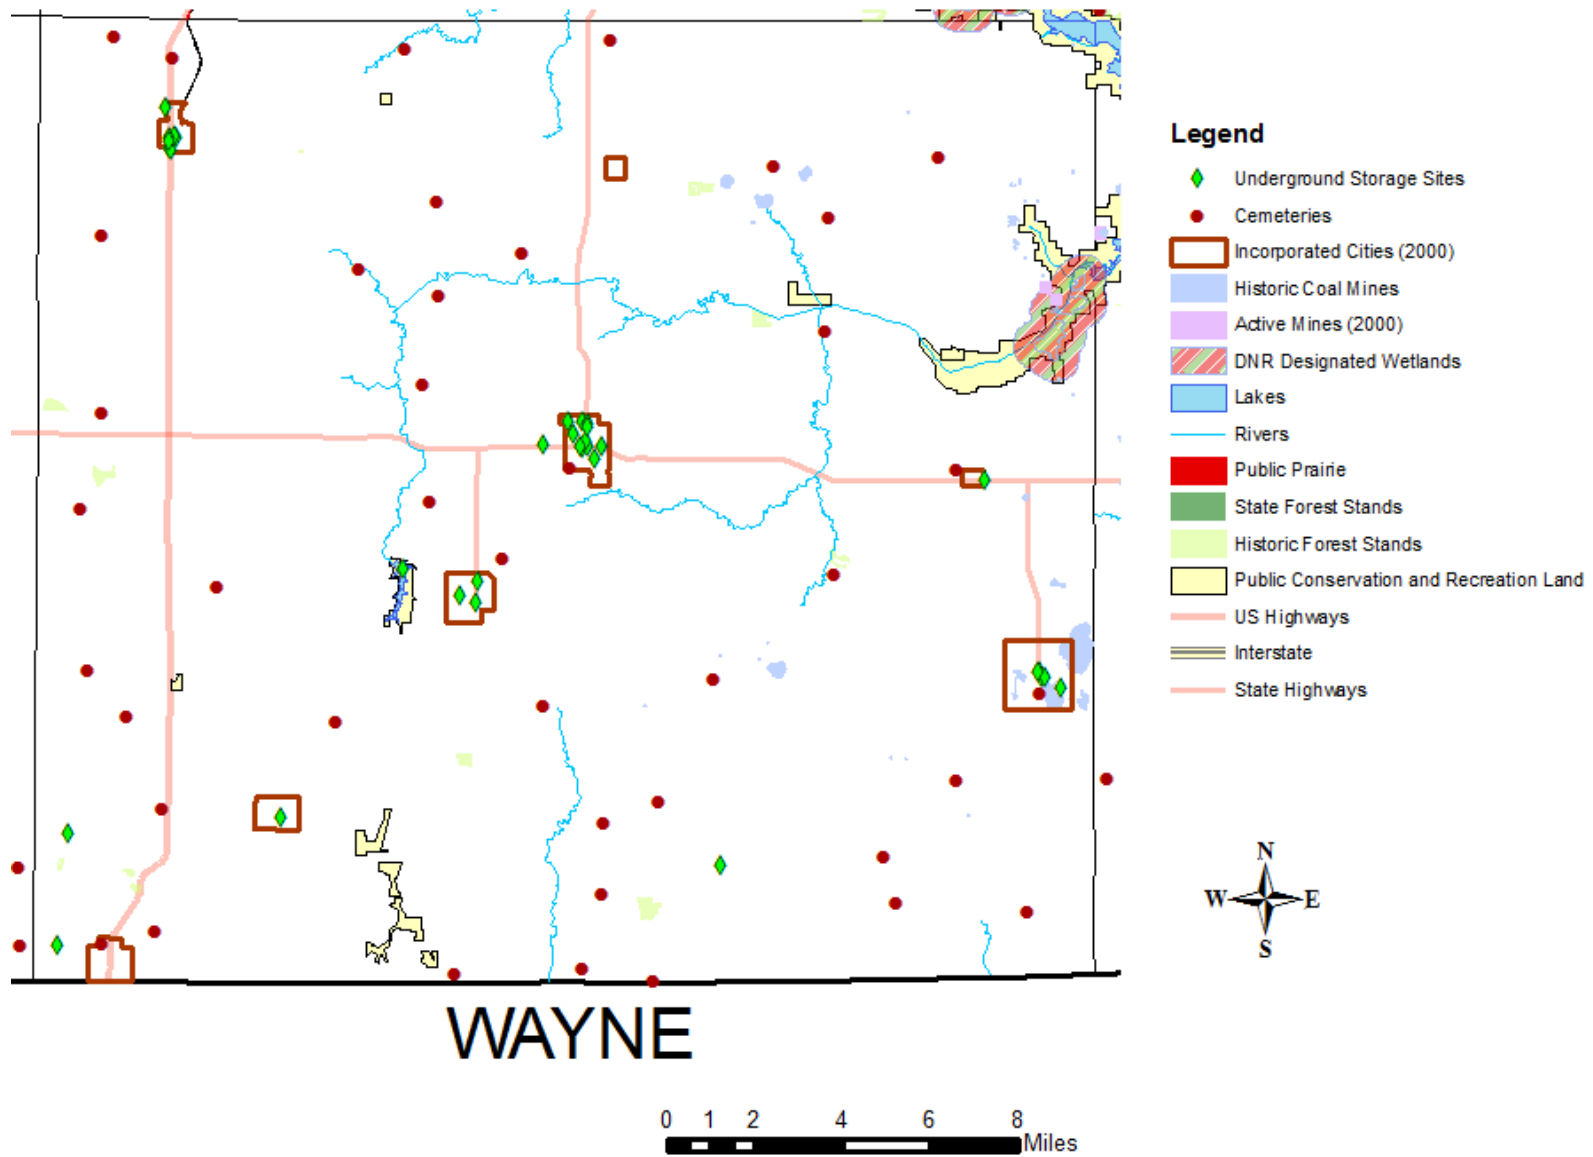 Legend
Underground Storage Sites
Cemeteries
Incorporated Cities (2000)
Historic Coal Mines
Active Mines (2000)
DNR Designated Wetlands
Lakes
Rivers
Public Prairie
State Forest Stands
Historic Forest Stands
Public Conservation and Recreation Land
US Highways
Interstate
State Highways
N
W E
S
WAYNE
0 1 2 4 6 8
Miles